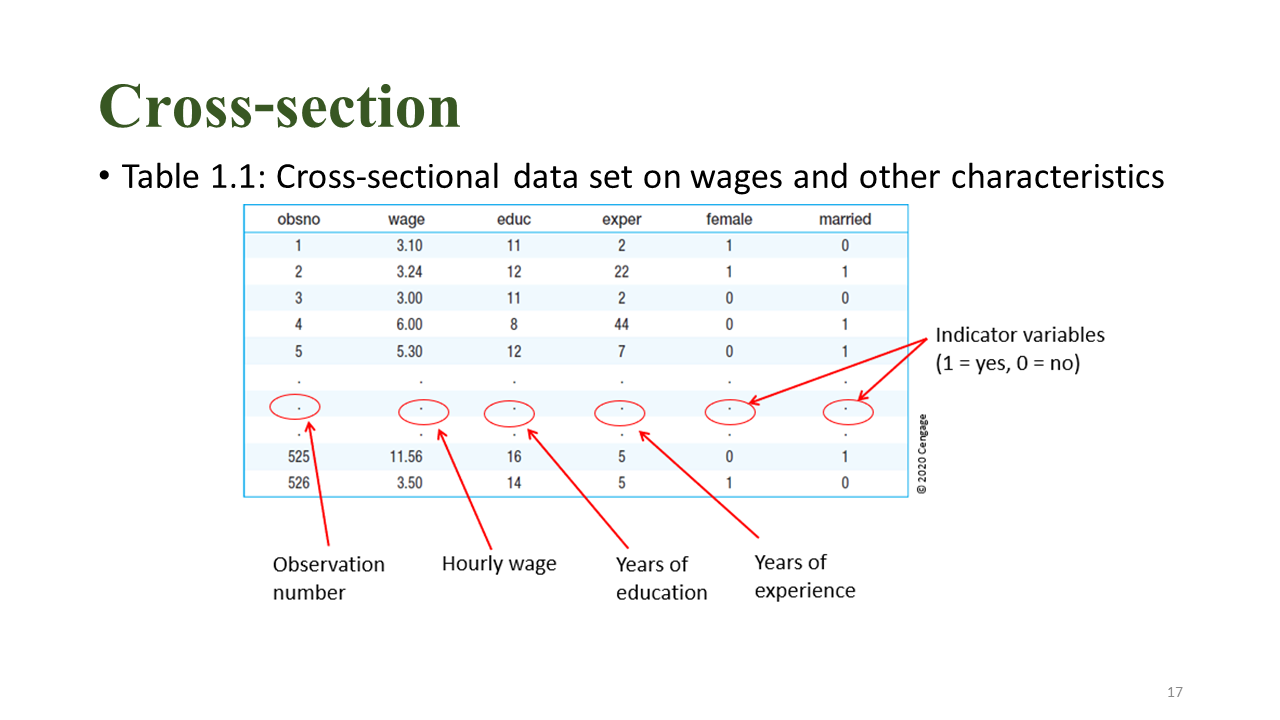 Cross-section
• Table 1.1: Cross-sectional data set on wages and other characteristics
obsno wage educ exper female married
1 3.10 11 2 1 0
2 3.24 12 22 1 1
3 3.00 11 2 0 0
4 6.00 8 44 0 1
5 5.30 12 7 0 1
. . . . . .
. . . . . .
. . . . . .
525 11.56 16 5 0 1
526 3.50 14 5 1 0
Indicator variables
(1 = yes, 0 = no)
© 2020 Cengage
Observation
number
Hourly wage
Years of
education
Years of
experience
17